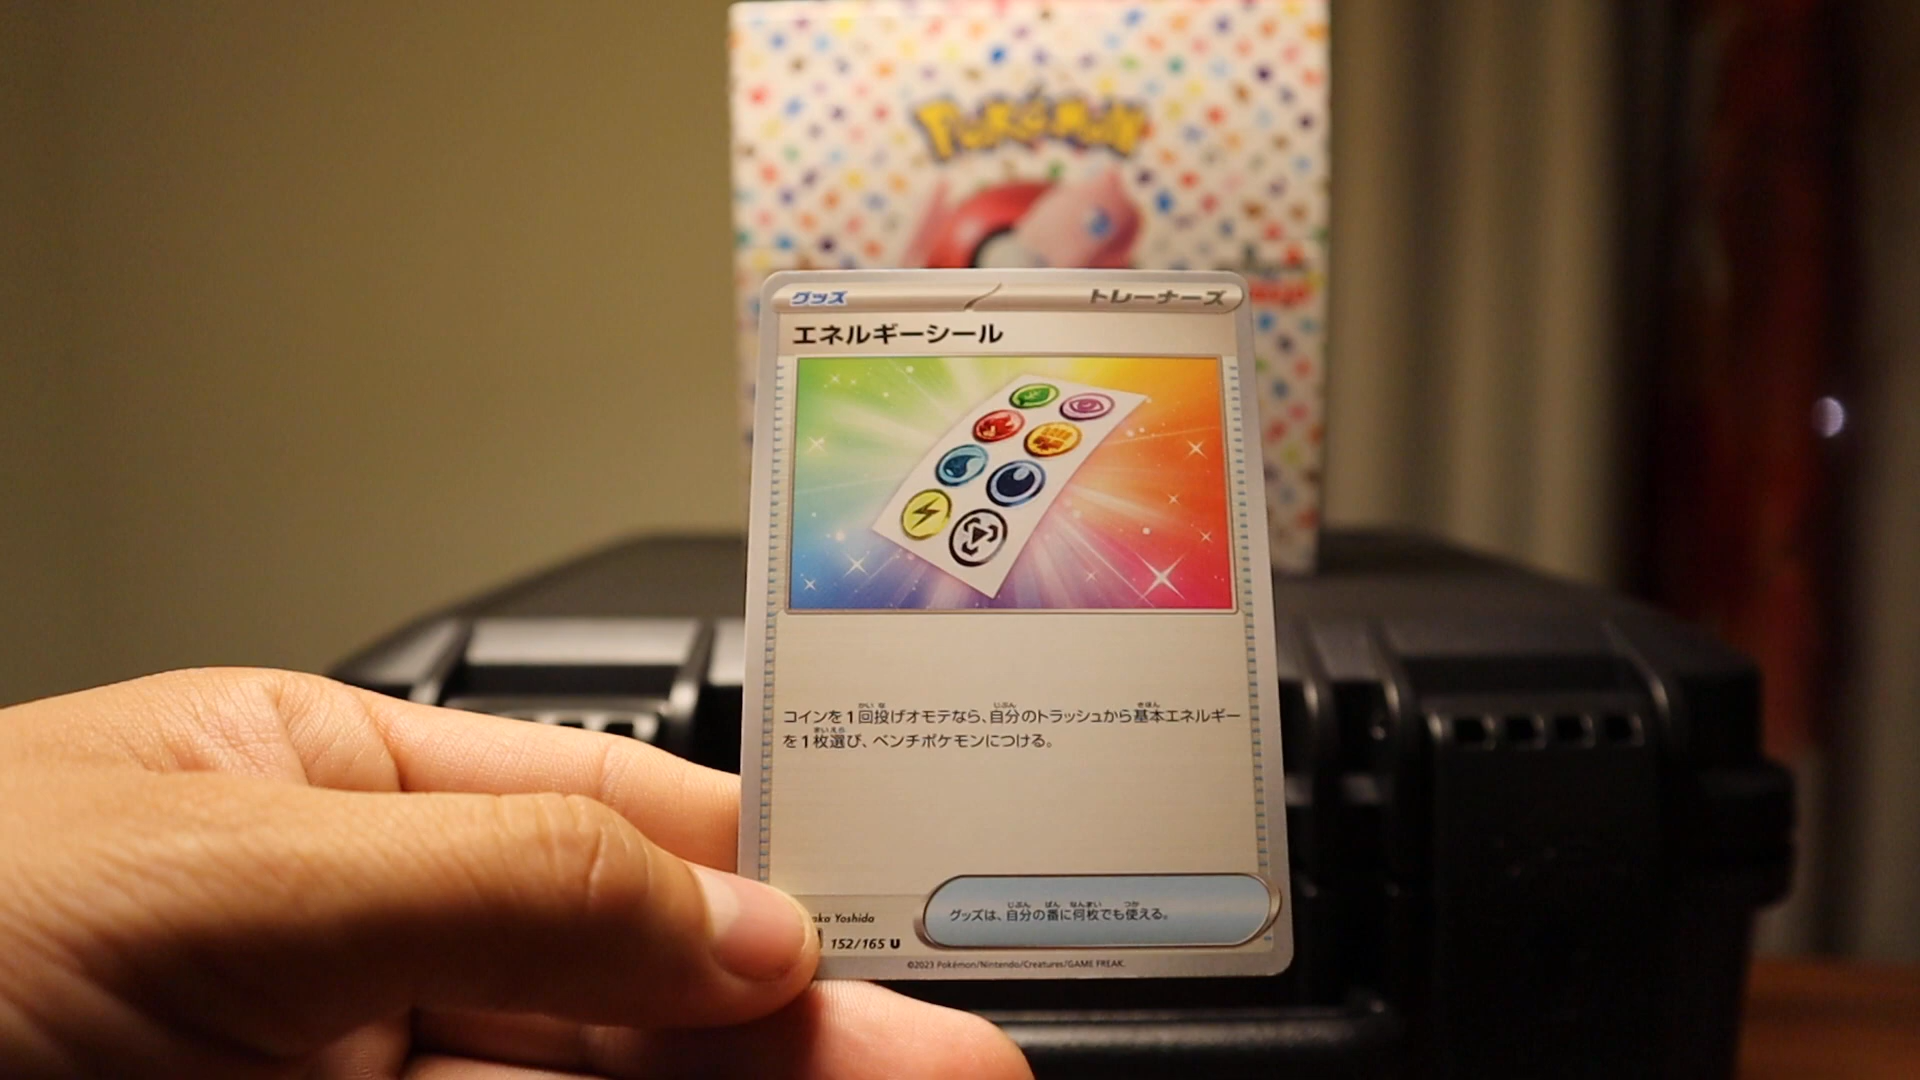 Pokémon
グッズ トレーナーズ
エネルギーシール
コインを1回投げオモテなら、自分のトラッシュから基本エネルギー
を1枚選び、ベンチポケモンにつける。
グッズは、自分の番に何枚でも使える。
Yoshida
152/165 U
©2023 Pokémon/Nintendo/Creatures/GAME FREAK.